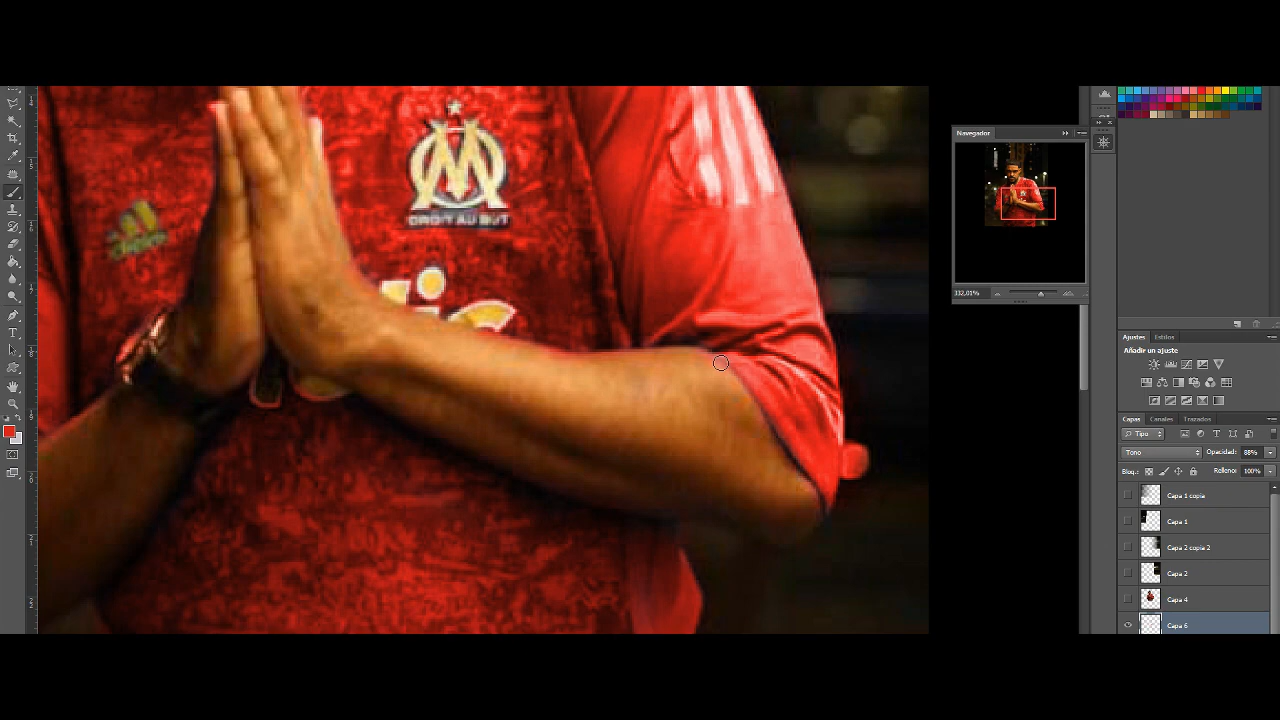 DROIT AU BUT
Navegador
332,01%
Ajustes
Estilos
Añadir un ajuste
Capas
Canales
Trazados
Tipo
Tono
Opacidad: 88%
Bloq.:
Relleno: 100%
Capa 1 copia
Capa 1
Capa 2 copia 2
Capa 2
Capa 4
Capa 6